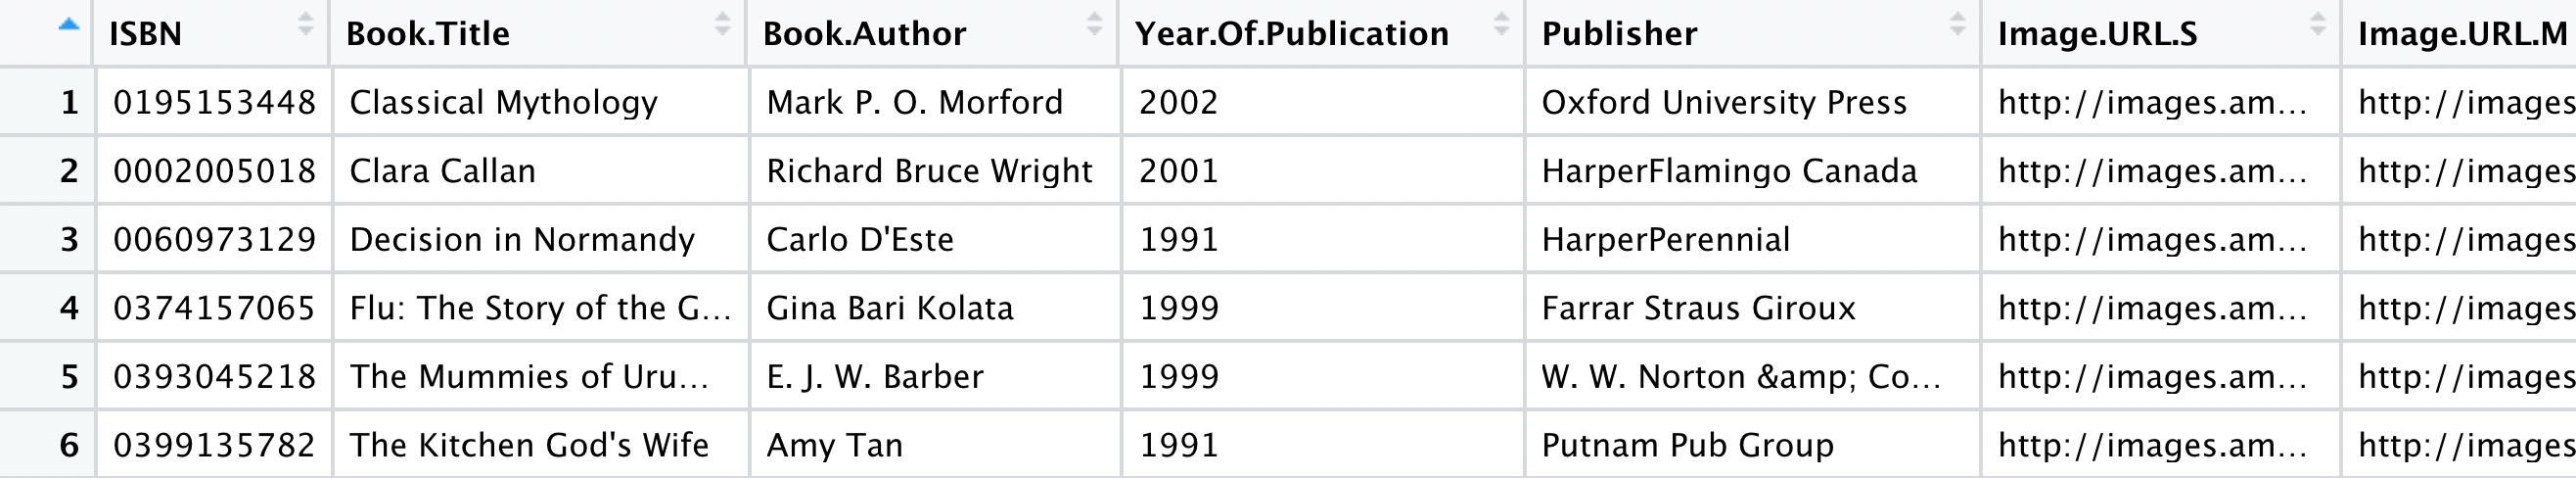 ISBN Book.Title Book.Author Year.Of.Publication Publisher Image.URL.S Image.URL.M
1 0195153448 Classical Mythology Mark P. O. Morford 2002 Oxford University Press http://images.am... http://images
2 0002005018 Clara Callan Richard Bruce Wright 2001 HarperFlamingo Canada http://images.am... http://images
3 0060973129 Decision in Normandy Carlo D'Este 1991 HarperPerennial http://images.am... http://images
4 0374157065 Flu: The Story of the G... Gina Bari Kolata 1999 Farrar Straus Giroux http://images.am... http://images
5 0393045218 The Mummies of Uru... E. J. W. Barber 1999 W. W. Norton &amp; Co... http://images.am... http://images
6 0399135782 The Kitchen God's Wife Amy Tan 1991 Putnam Pub Group http://images.am... http://images